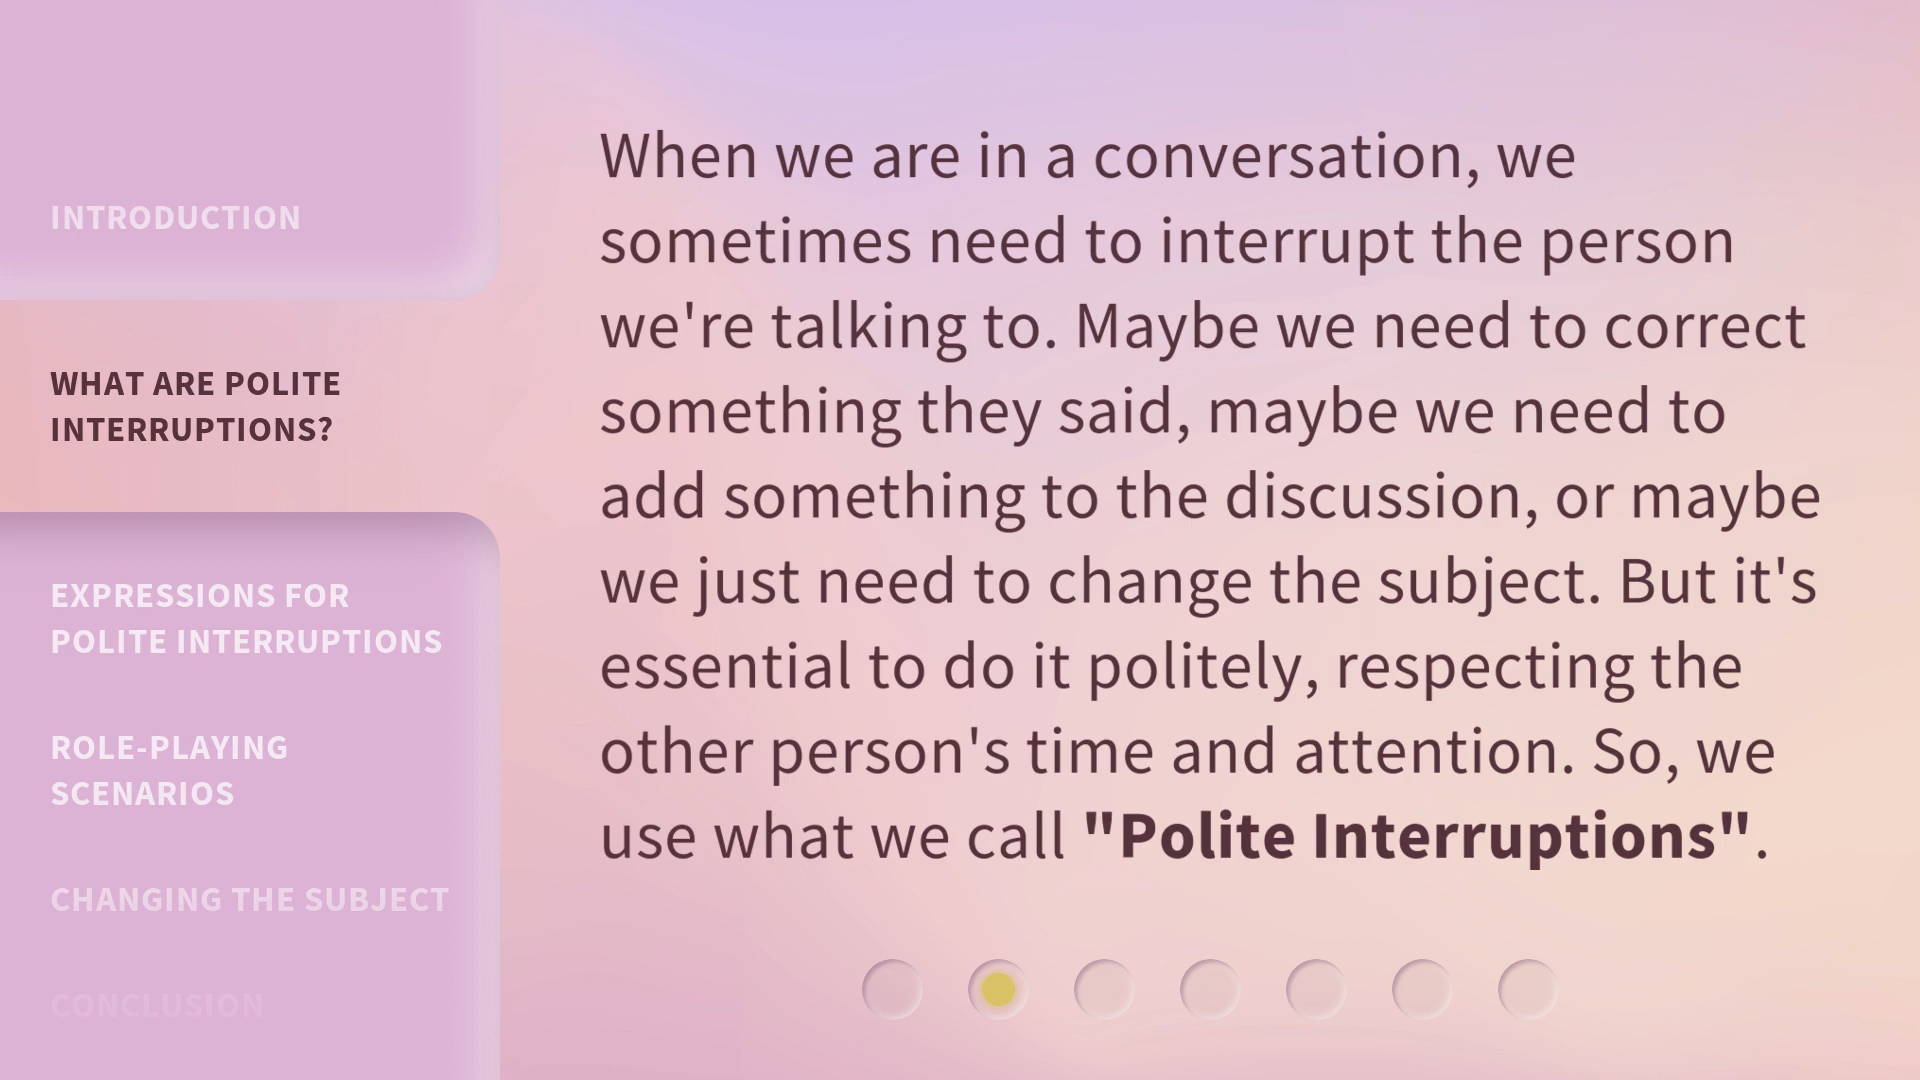 INTRODUCTION
WHAT ARE POLITE
INTERRUPTIONS?
EXPRESSIONS FOR
POLITE INTERRUPTIONS
ROLE-PLAYING
SCENARIOS
CHANGING THE SUBJECT
CONCLUSION
When we are in a conversation, we
sometimes need to interrupt the person
we're talking to. Maybe we need to correct
something they said, maybe we need to
add something to the discussion, or maybe
we just need to change the subject. But it's
essential to do it politely, respecting the
other person's time and attention. So, we
use what we call "Polite Interruptions".